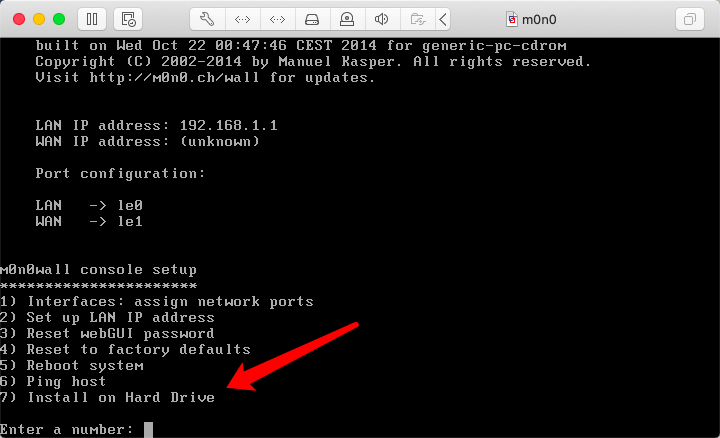 m0n0
built on Wed Oct 22 00:47:46 CEST 2014 for generic-pc-cdrom
Copyright (C) 2002-2014 by Manuel Kasper. All rights reserved.
Visit http://m0n0.ch/wall for updates.
LAN IP address: 192.168.1.1
WAN IP address: (unknown)
Port configuration:
LAN -> le0
WAN -> le1
m0n0wall console setup
**********************
1) Interfaces: assign network ports
2) Set up LAN IP address
3) Reset webGUI password
4) Reset to factory defaults
5) Reboot system
6) Ping host
7) Install on Hard Drive
Enter a number: